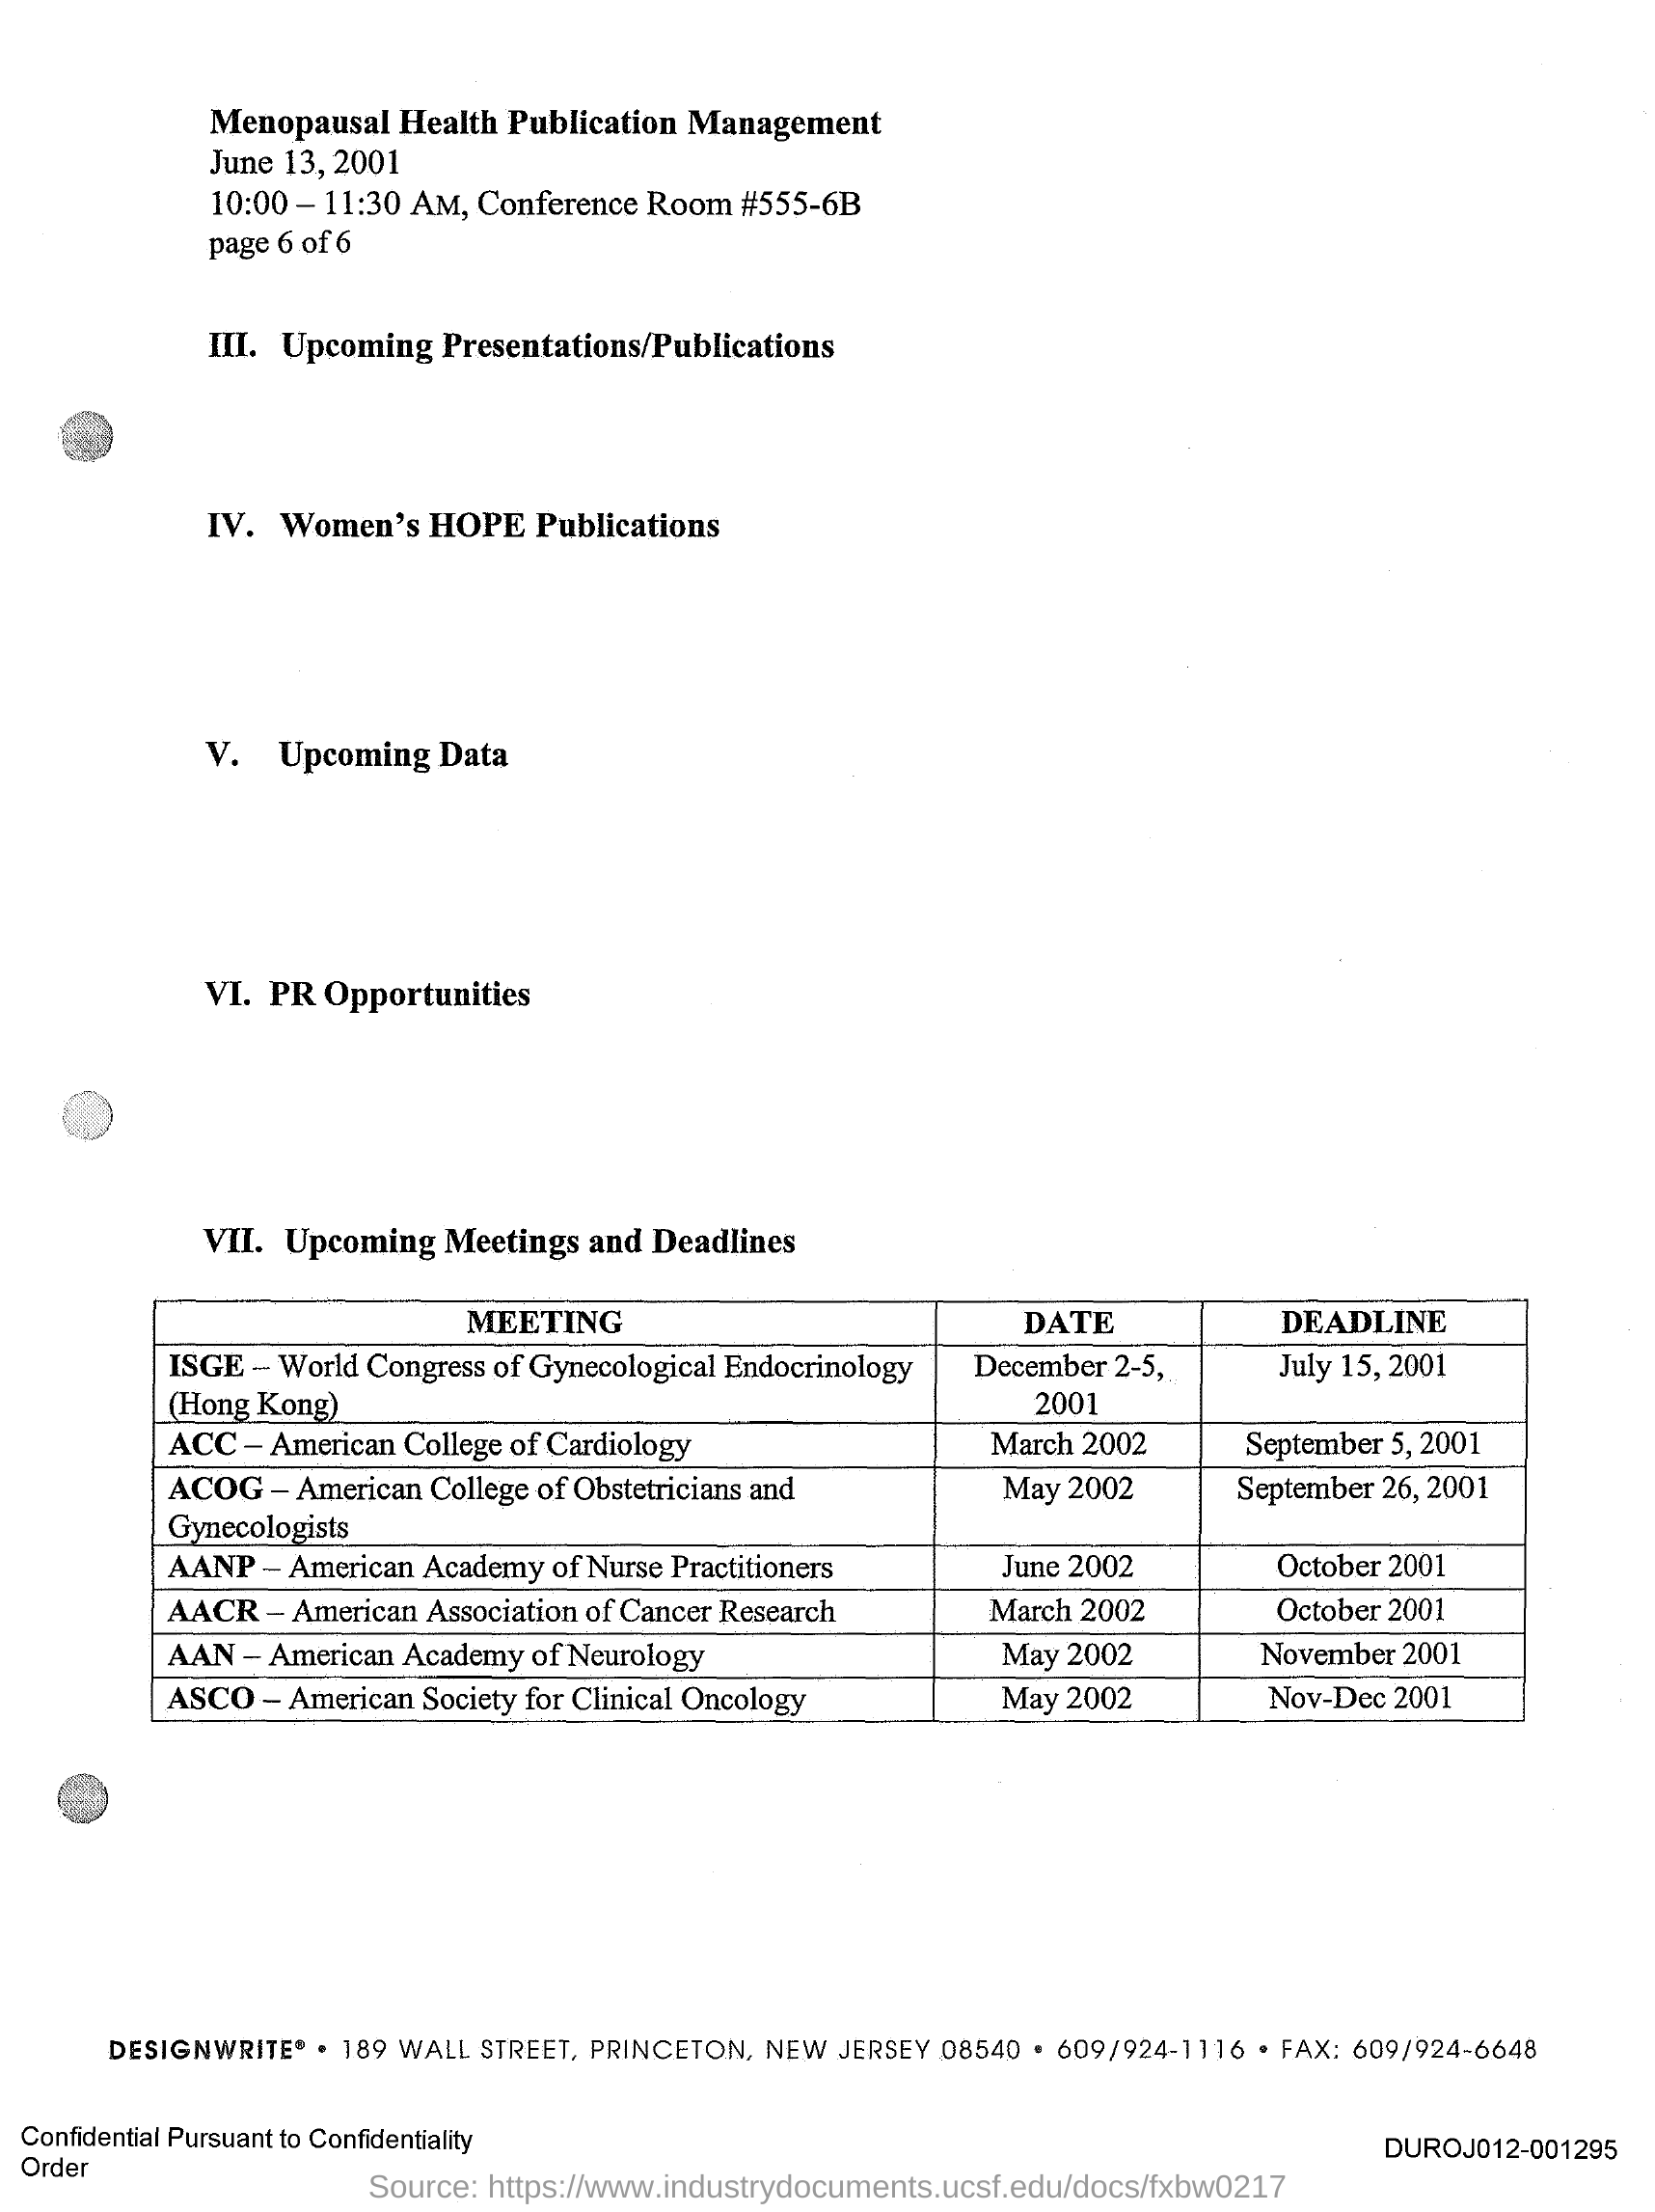 Menopausal Health Publication Management
June 13, 2001
10:00 – 11:30 AM, Conference Room #555-6B
page 6 of 6
III. Upcoming Presentations/Publications
IV. Women's HOPE Publications
V. Upcoming Data
VI. PR Opportunities
VII. Upcoming Meetings and Deadlines
MEETING DATE DEADLINE
ISGE – World Congress of Gynecological Endocrinology December 2-5, July 15, 2001
(Hong Kong) 2001
ACC – American College of Cardiology March 2002 September 5, 2001
ACOG – American College of Obstetricians and May 2002 September 26, 2001
Gynecologists
AANP – American Academy of Nurse Practitioners June 2002 October 2001
AACR – American Association of Cancer Research March 2002 October 2001
AAN – American Academy of Neurology May 2002 November 2001
ASCO – American Society for Clinical Oncology May 2002 Nov-Dec 2001
DESIGNWRITE® • 189 WALL STREET, PRINCETON, NEW JERSEY 08540 • 609/924-1116 • FAX: 609/924-6648
Confidential Pursuant to Confidentiality
Order
DUROJ012-001295
Source: https://www.industrydocuments.ucsf.edu/docs/fxbw0217